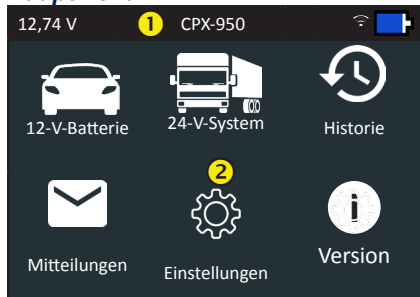 12,74 V 1 CPX-950
12-V-Batterie 24-V-System Historie
2
Mitteilungen Einstellungen Version